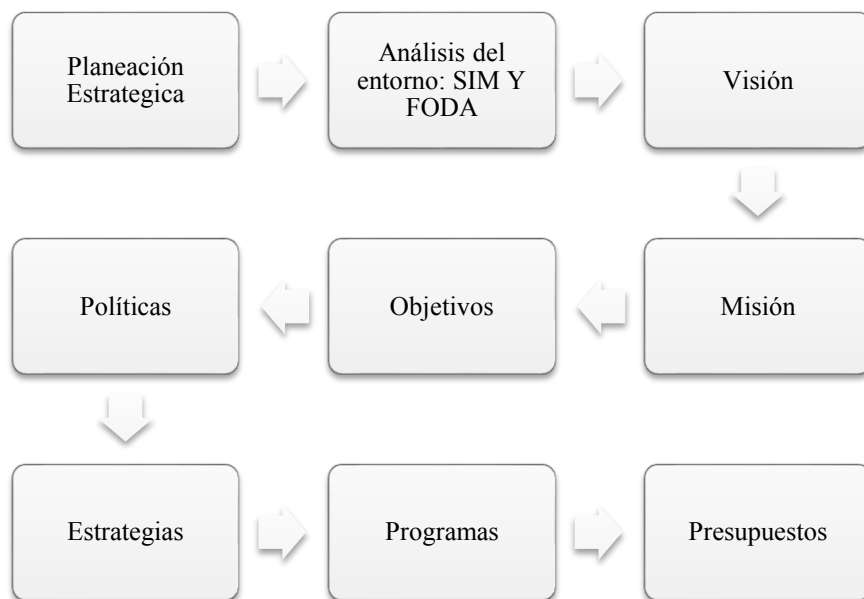 Planeación
Estrategica
Análisis del
entorno: SIM Y
FODA
Visión
Misión
Objetivos
Políticas
Estrategias
Programas
Presupuestos